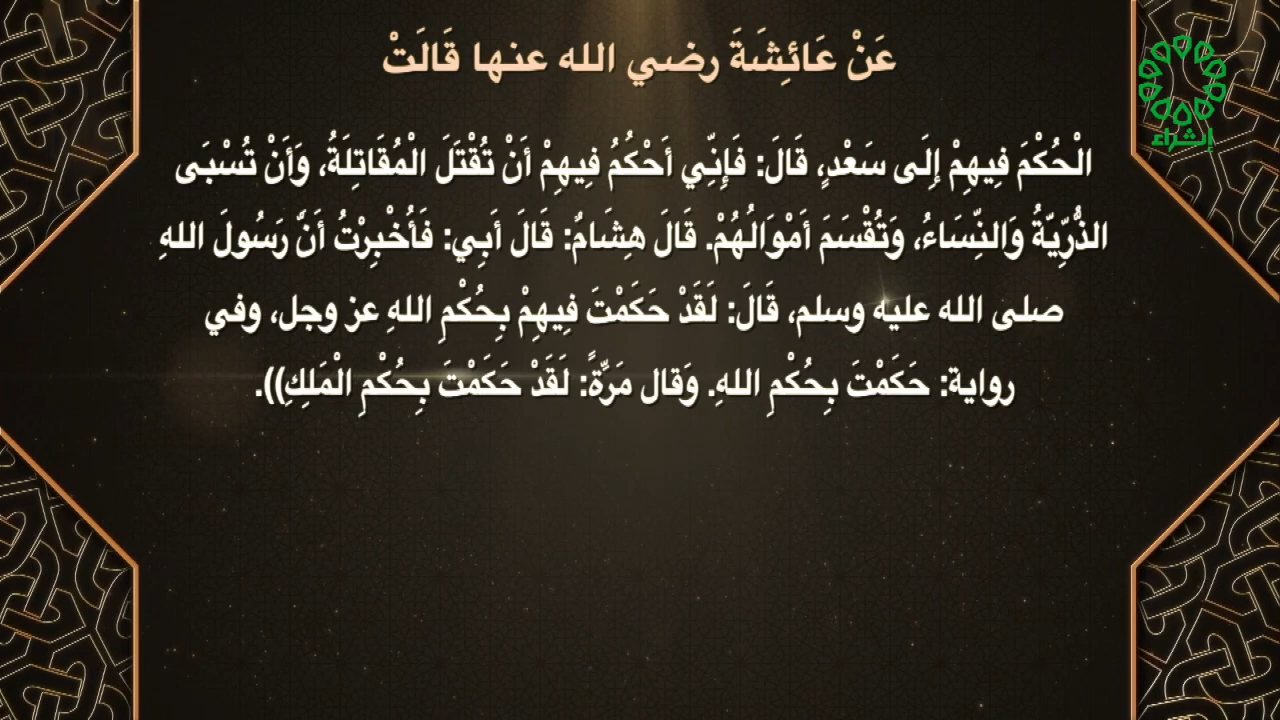 عَنْ عَائِشَةَ رضي الله عنها قَالَتْ
إثراء
الْحُكْمَ فِيهِمْ إِلَى سَعْدٍ، قَالَ: فَإِنِّي أَحْكُمُ فِيهِمْ أَنْ تُقْتَلَ الْمُقَاتِلَةُ، وَأَنْ تُسْبَى
الذُّرِّيَّةُ وَالنِّسَاءُ، وَتُقْسَمَ أَمْوَالُهُمْ. قَالَ هِشَامٌ: قَالَ أَبِي: فَأُخْبِرْتُ أَنَّ رَسُولَ اللهِ
صلى الله عليه وسلم، قَالَ: لَقَدْ حَكَمْتَ فِيهِمْ بِحُكْمِ اللهِ عز وجل، وفي
رواية: حَكَمْتَ بِحُكْمِ اللهِ. وَقال مَرَّةً: لَقَدْ حَكَمْتَ بِحُكْمِ الْمَلِكِ)).